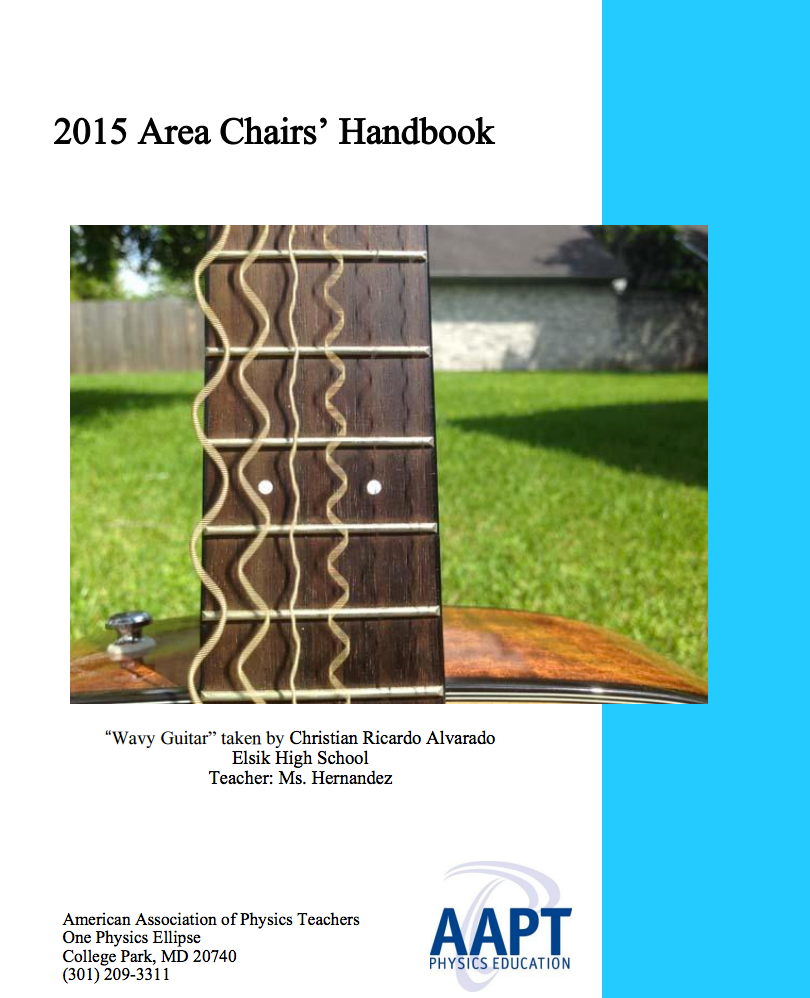 2015 Area Chairs’ Handbook
“Wavy Guitar” taken by Christian Ricardo Alvarado
Elsik High School
Teacher: Ms. Hernandez
American Association of Physics Teachers
One Physics Ellipse
College Park, MD 20740
(301) 209-3311
AAPT
PHYSICS EDUCATION